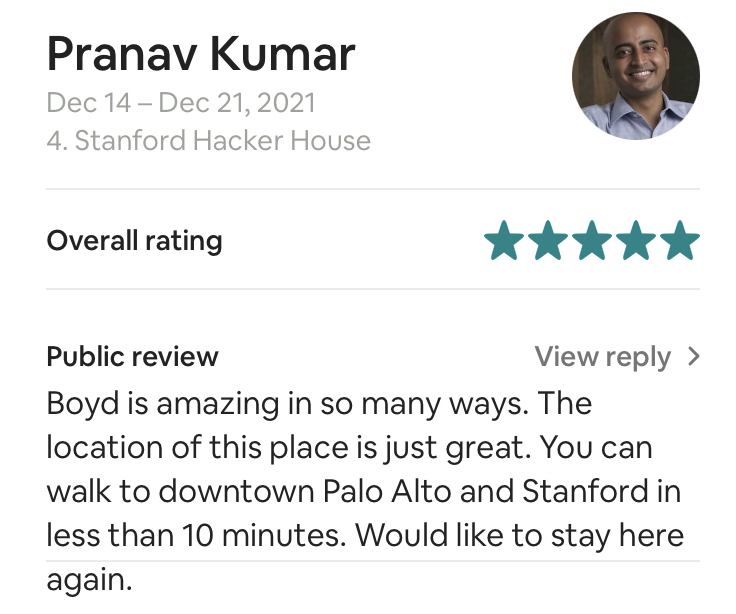 Pranav Kumar
Dec 14 – Dec 21, 2021
4. Stanford Hacker House
Overall rating
Public review
View reply
Boyd is amazing in so many ways. The
location of this place is just great. You can
walk to downtown Palo Alto and Stanford in
less than 10 minutes. Would like to stay here
again.